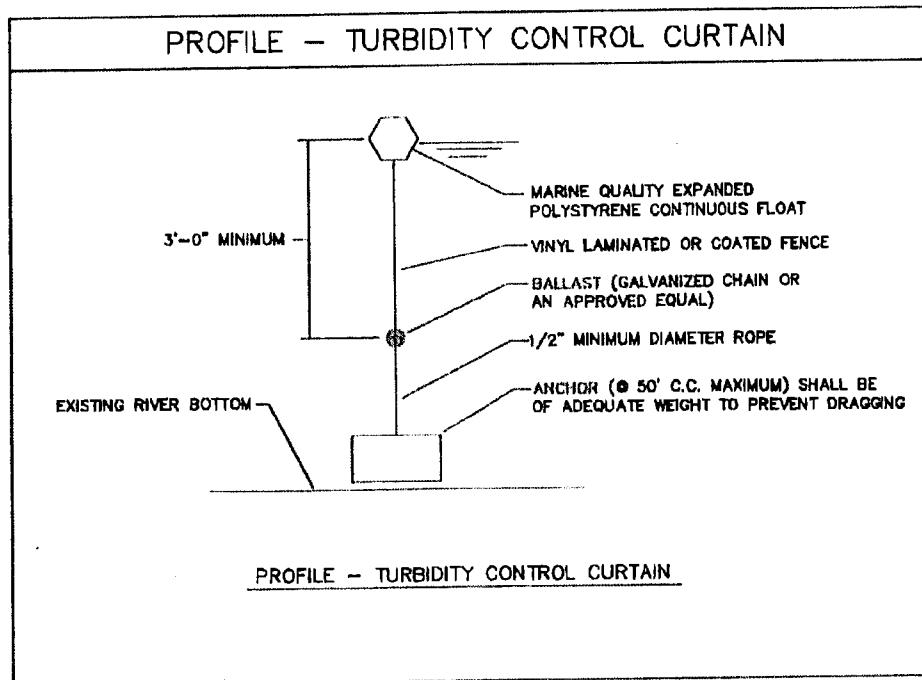 PROFILE – TURBIDITY CONTROL CURTAIN
MARINE QUALITY EXPANDED
POLYSTYRENE CONTINUOUS FLOAT
3'-0" MINIMUM
VINYL LAMINATED OR COATED FENCE
BALLAST (GALVANIZED CHAIN OR
AN APPROVED EQUAL)
1/2" MINIMUM DIAMETER ROPE
ANCHOR (@ 50' C.C. MAXIMUM) SHALL BE
OF ADEQUATE WEIGHT TO PREVENT DRAGGING
EXISTING RIVER BOTTOM
PROFILE – TURBIDITY CONTROL CURTAIN